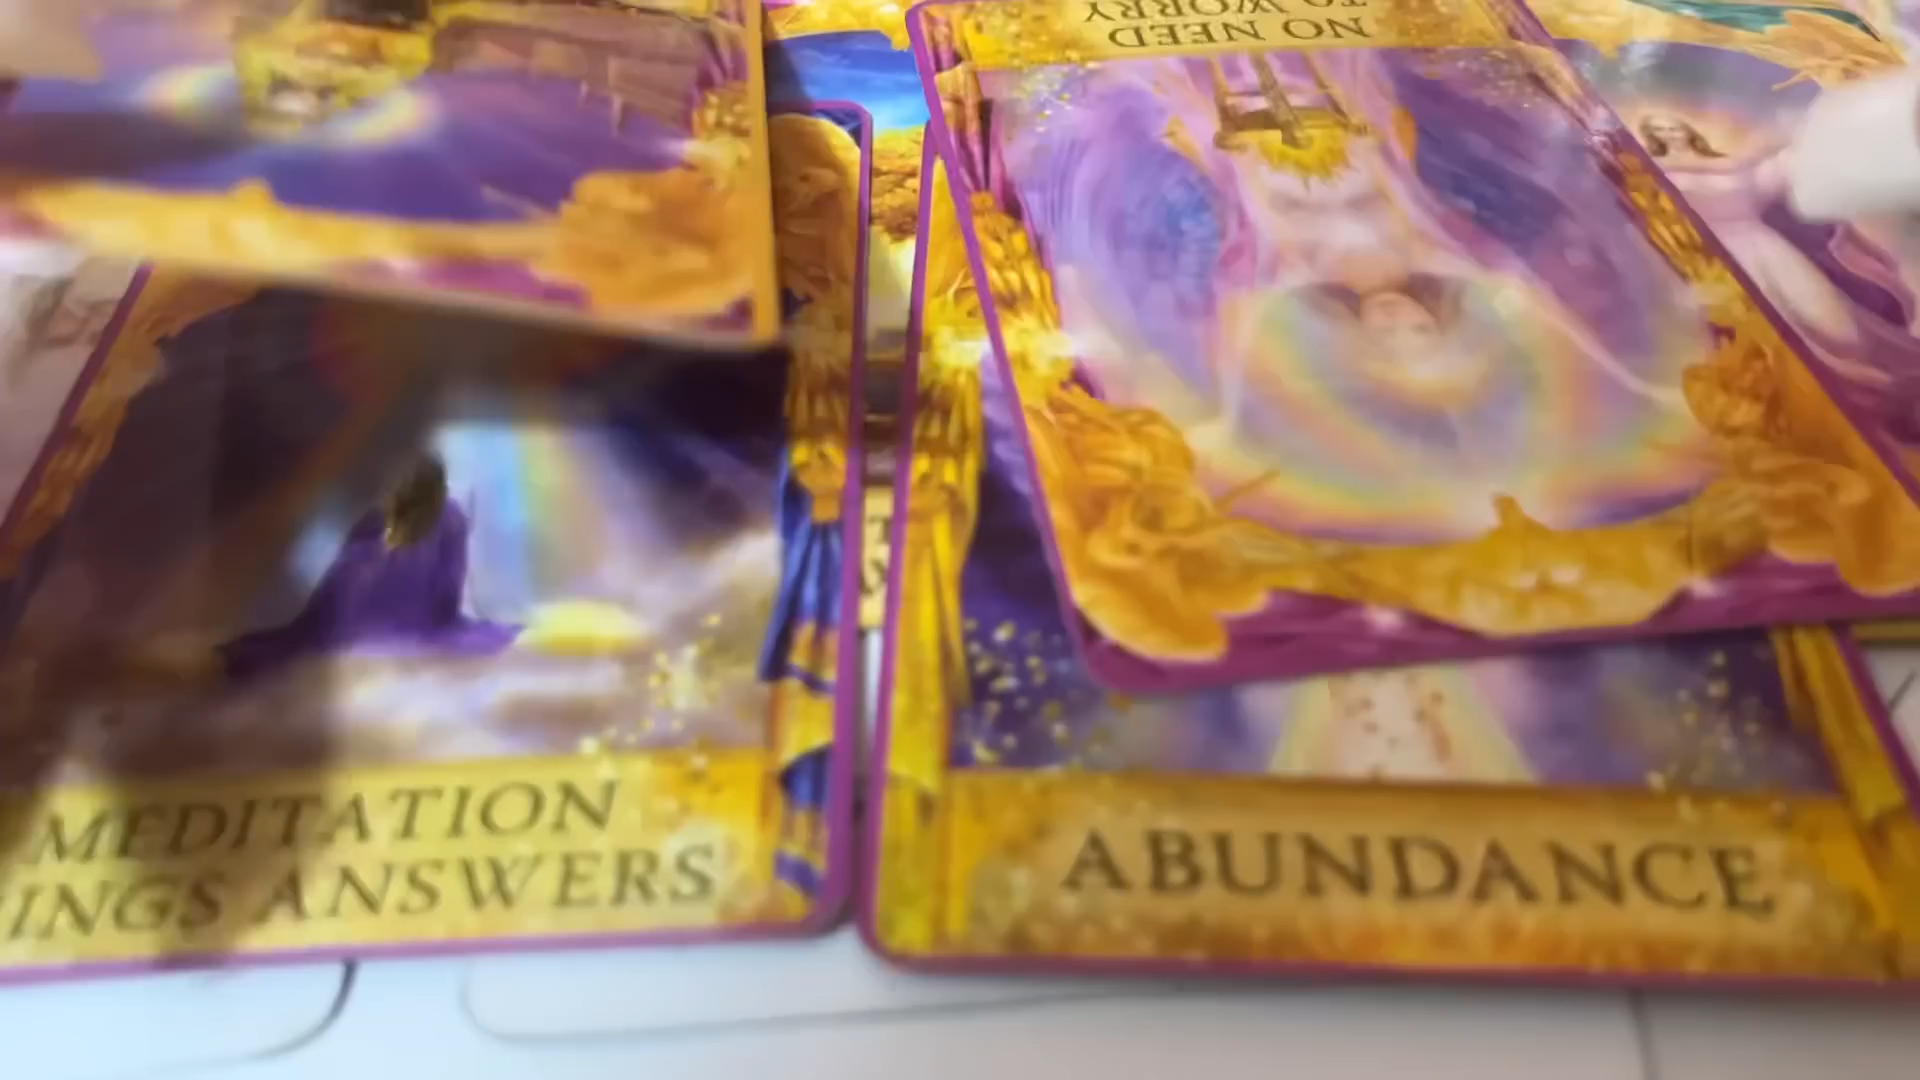 NO NEED
TO WORRY
MEDITATION
INGS ANSWERS
ABUNDANCE